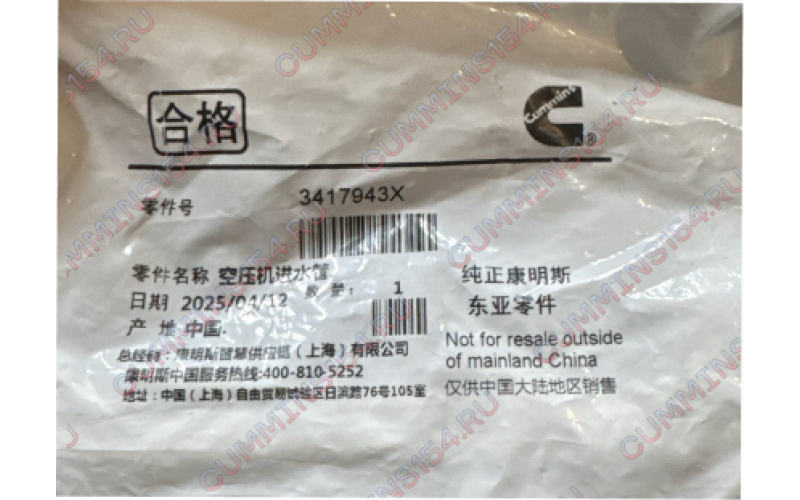 合格
Cummins
®
零件号 3417943X
零件名称 空压机进水管
数量: 1
日期 2025/04/12
产 地 中国.
总经销: 康明斯智慧供应链(上海)有限公司
康明斯中国服务热线:400-810-5252
地址: 中国(上海)自由贸易试验区日滨路76号105室
纯正康明斯
东亚零件
Not for resale outside
of mainland China
仅供中国大陆地区销售
CUMMINS154.RU